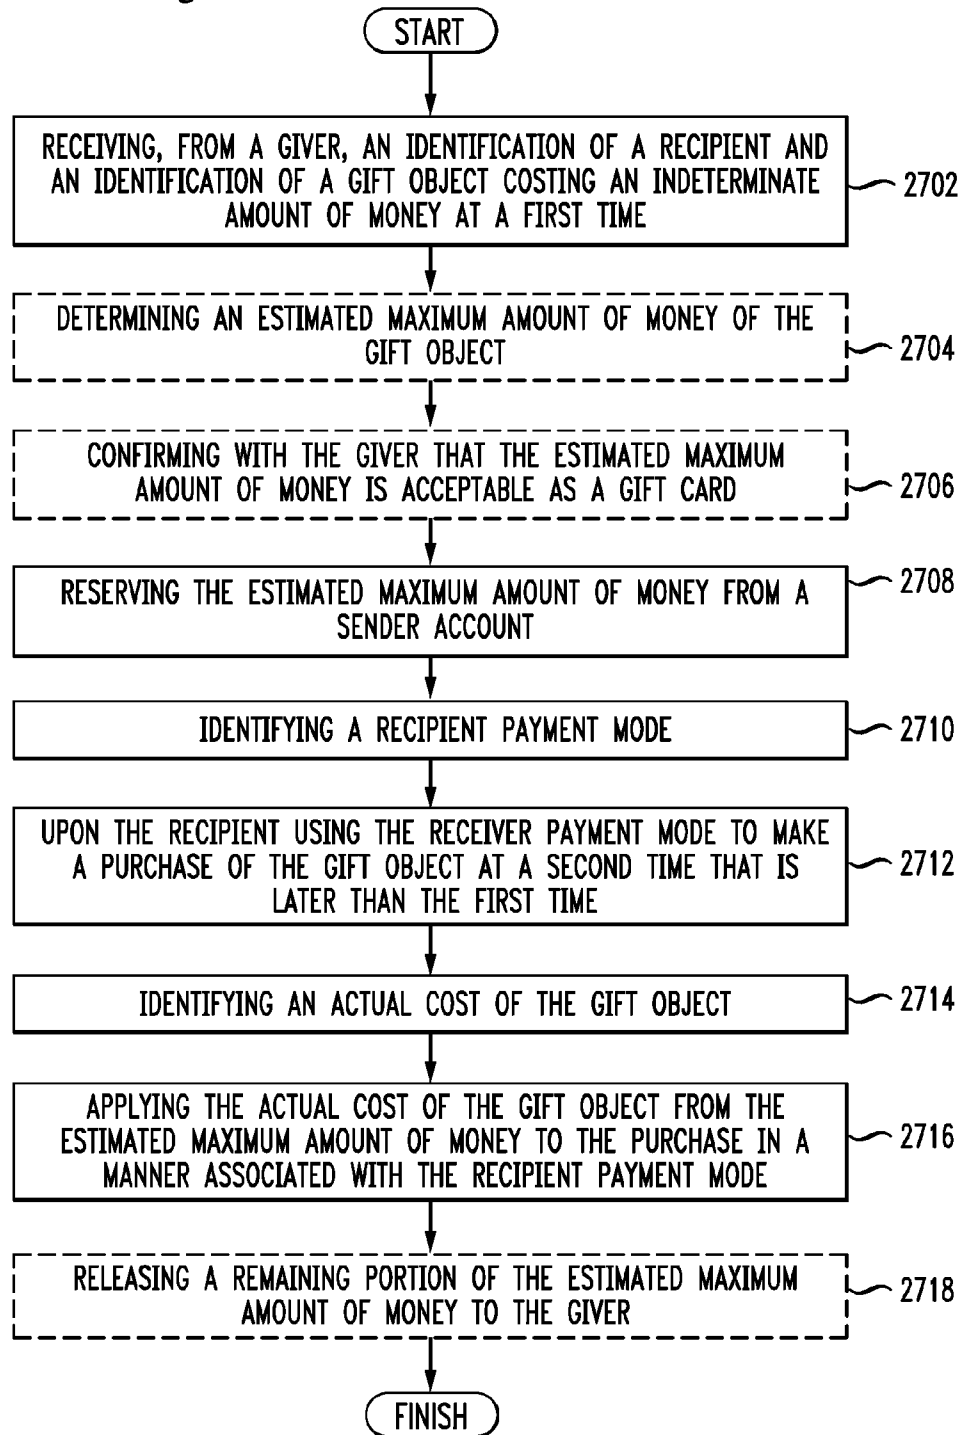 START
RECEIVING, FROM A GIVER, AN IDENTIFICATION OF A RECIPIENT AND
AN IDENTIFICATION OF A GIFT OBJECT COSTING AN INDETERMINATE
AMOUNT OF MONEY AT A FIRST TIME
2702
DETERMINING AN ESTIMATED MAXIMUM AMOUNT OF MONEY OF THE
GIFT OBJECT
2704
CONFIRMING WITH THE GIVER THAT THE ESTIMATED MAXIMUM
AMOUNT OF MONEY IS ACCEPTABLE AS A GIFT CARD
2706
RESERVING THE ESTIMATED MAXIMUM AMOUNT OF MONEY FROM A
SENDER ACCOUNT
2708
IDENTIFYING A RECIPIENT PAYMENT MODE
2710
UPON THE RECIPIENT USING THE RECEIVER PAYMENT MODE TO MAKE
A PURCHASE OF THE GIFT OBJECT AT A SECOND TIME THAT IS
LATER THAN THE FIRST TIME
2712
IDENTIFYING AN ACTUAL COST OF THE GIFT OBJECT
2714
APPLYING THE ACTUAL COST OF THE GIFT OBJECT FROM THE
ESTIMATED MAXIMUM AMOUNT OF MONEY TO THE PURCHASE IN A
MANNER ASSOCIATED WITH THE RECIPIENT PAYMENT MODE
2716
RELEASING A REMAINING PORTION OF THE ESTIMATED MAXIMUM
AMOUNT OF MONEY TO THE GIVER
2718
FINISH